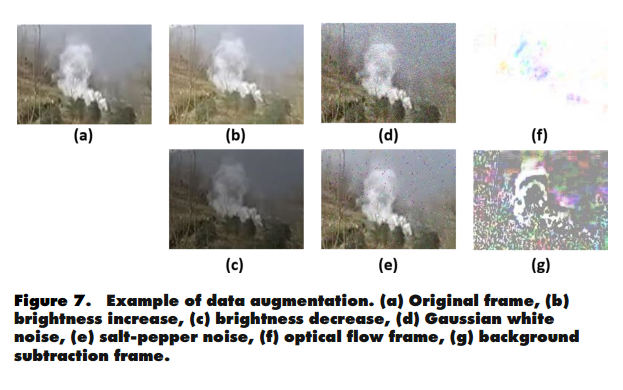 (a)
(b)
(d)
(f)
(c)
(e)
(g)
Figure 7. Example of data augmentation. (a) Original frame, (b)
brightness increase, (c) brightness decrease, (d) Gaussian white
noise, (e) salt-pepper noise, (f) optical flow frame, (g) background
subtraction frame.